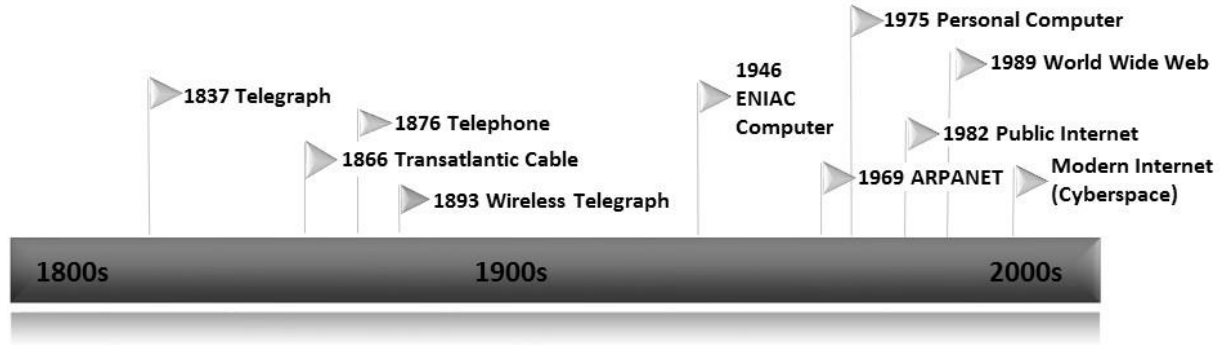 1975 Personal Computer
1989 World Wide Web
1946
ENIAC
Computer
1837 Telegraph
1876 Telephone
1982 Public Internet
1866 Transatlantic Cable
1969 ARPANET
Modern Internet
(Cyberspace)
1893 Wireless Telegraph
1800s
1900s
2000s